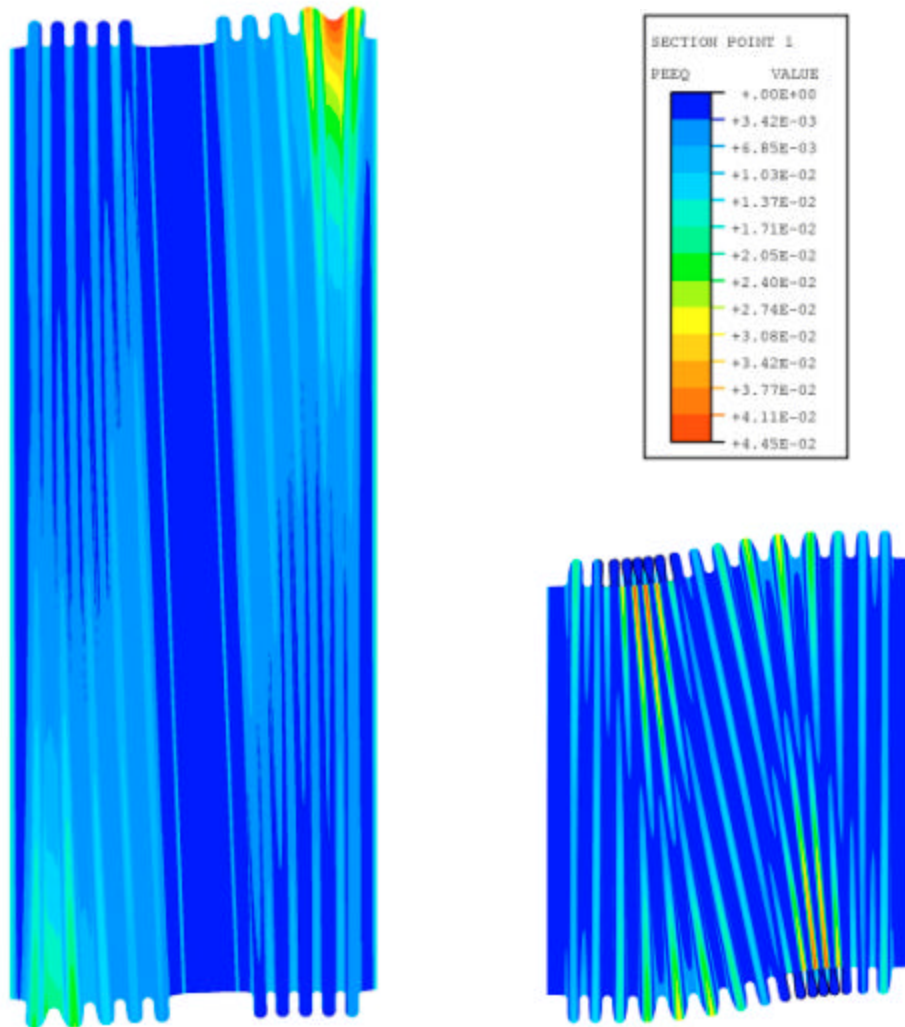 SECTION POINT 1
PEEQ VALUE
+.00E+00
+3.42E-03
+6.85E-03
+1.03E-02
+1.37E-02
+1.71E-02
+2.05E-02
+2.40E-02
+2.74E-02
+3.08E-02
+3.42E-02
+3.77E-02
+4.11E-02
+4.45E-02